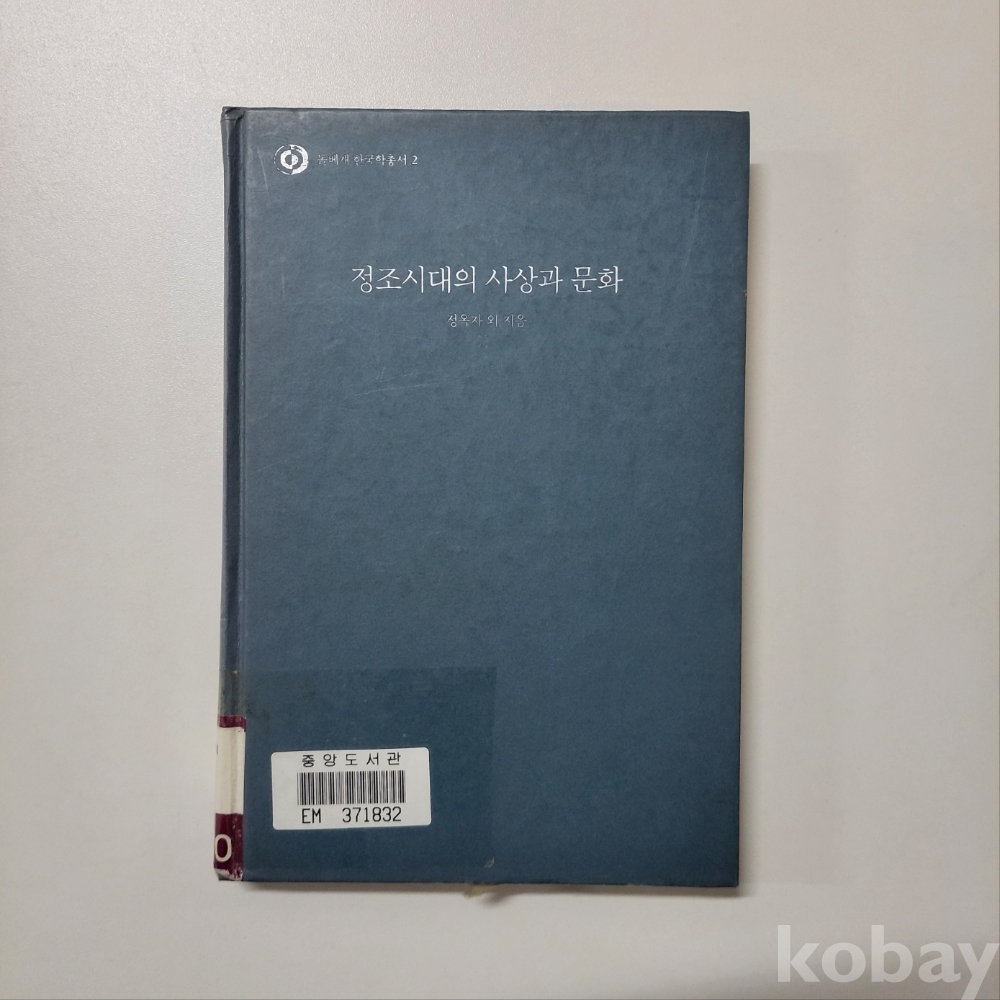 돌베개 한국학총서 2
정조시대의 사상과 문화
정옥자 외 지음
중앙도서관
EM 371832
O
kobay